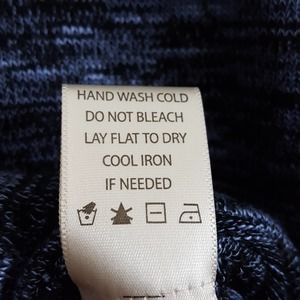 HAND WASH COLD
DO NOT BLEACH
LAY FLAT TO DRY
COOL IRON
IF NEEDED